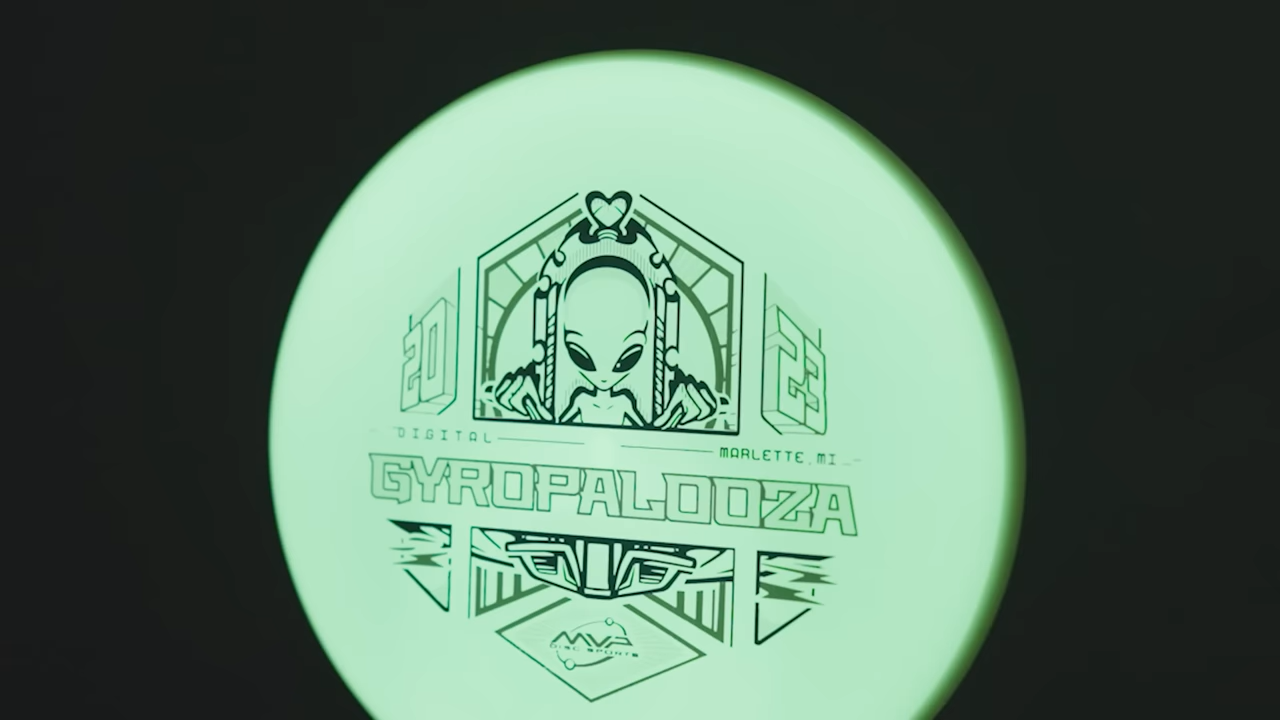 20 23
DIGITAL
MARLETTE, MI
GYROPALOOZA
MVP
DISC SPORTS